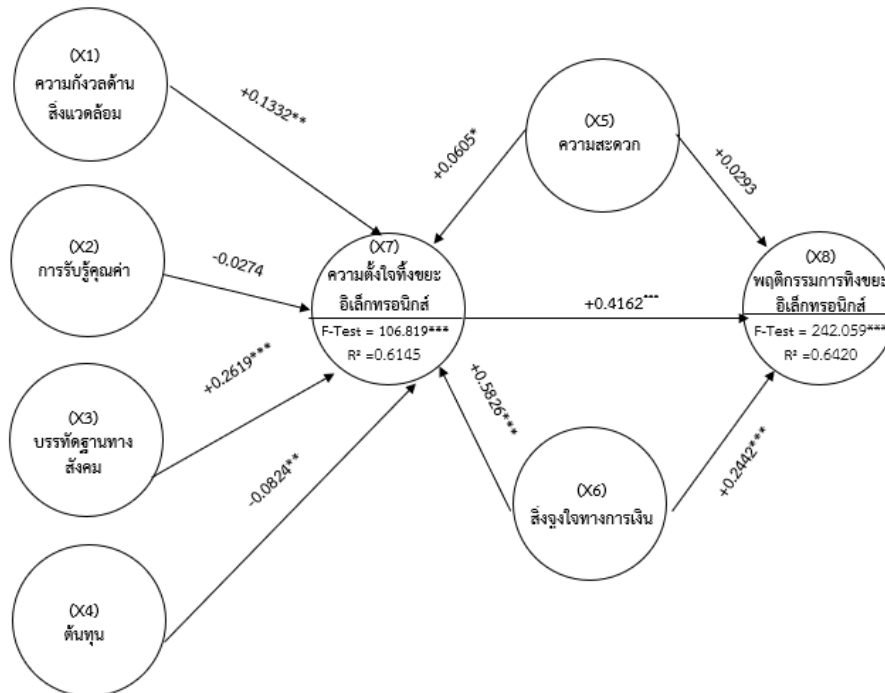 (X1)
ความกังวลด้าน
สิ่งแวดล้อม
+0.1332**
(X2)
การรับรู้คุณค่า
-0.0274
(X3)
บรรทัดฐานทาง
สังคม
+0.2619***
(X4)
ต้นทุน
-0.0824**
(X5)
ความสะดวก
+0.0605*
+0.0293
(X7)
ความตั้งใจทิ้งขยะ
อิเล็กทรอนิกส์
F-Test = 106.819***
R² =0.6145
+0.4162***
(X8)
พฤติกรรมการทิ้งขยะ
อิเล็กทรอนิกส์
F-Test = 242.059***
R² =0.6420
+0.5826***
(X6)
สิ่งจูงใจทางการเงิน
+0.2442***